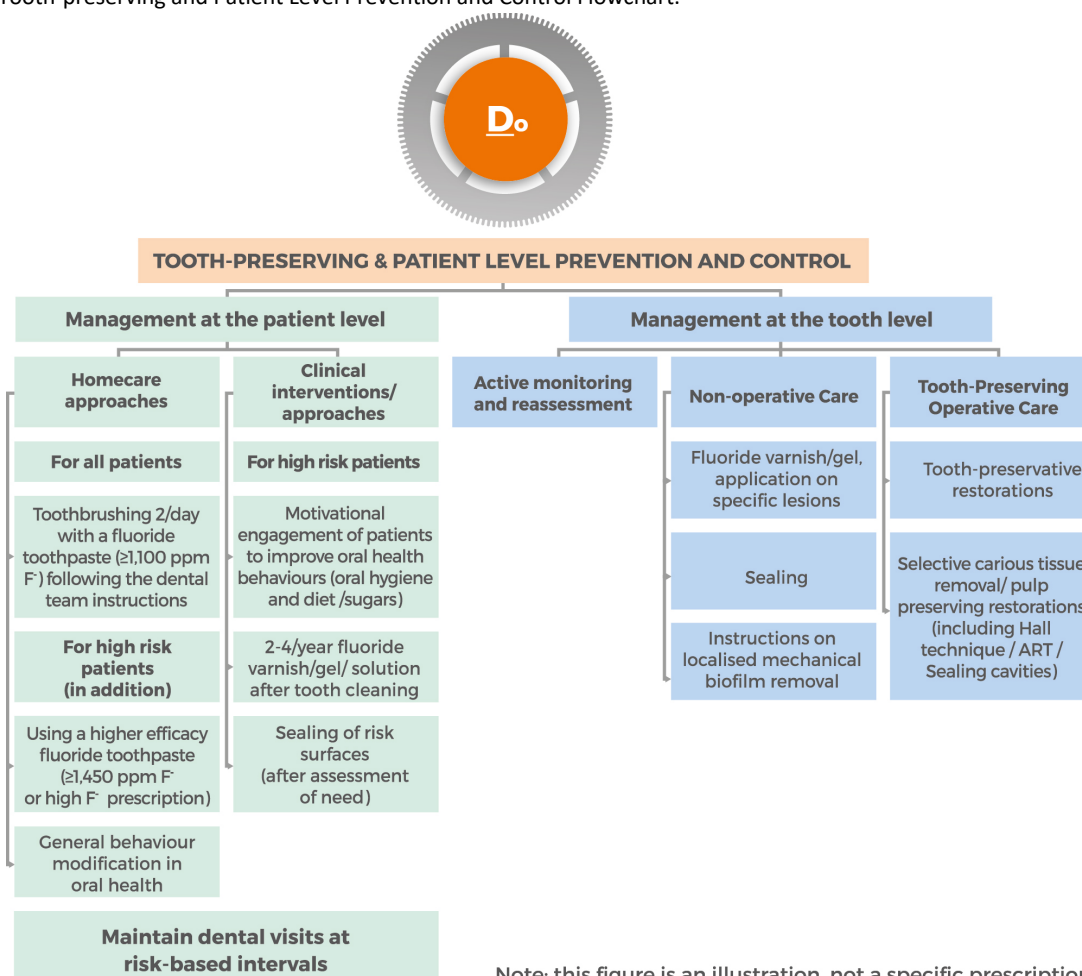 Tooth-preserving and Patient Level Prevention and Control Flowchart.
Do
TOOTH-PRESERVING & PATIENT LEVEL PREVENTION AND CONTROL
Management at the patient level
Homecare
approaches
For all patients
Toothbrushing 2/day
with a fluoride
toothpaste (≥1,100 ppm
F⁻) following the dental
team instructions
For high risk
patients
(in addition)
Using a higher efficacy
fluoride toothpaste
(≥1,450 ppm F⁻
or high F⁻ prescription)
General behaviour
modification in
oral health
Clinical
interventions/
approaches
For high risk patients
Motivational
engagement of patients
to improve oral health
behaviours (oral hygiene
and diet /sugars)
2-4/year fluoride
varnish/gel/ solution
after tooth cleaning
Sealing of risk
surfaces
(after assessment
of need)
Maintain dental visits at
risk-based intervals
Management at the tooth level
Active monitoring
and reassessment
Non-operative Care
Fluoride varnish/gel,
application on
specific lesions
Sealing
Instructions on
localised mechanical
biofilm removal
Tooth-Preserving
Operative Care
Tooth-preservative
restorations
Selective carious tissue
removal/ pulp
preserving restorations
(including Hall
technique / ART /
Sealing cavities)
Note: this figure is an illustration, not a specific prescription